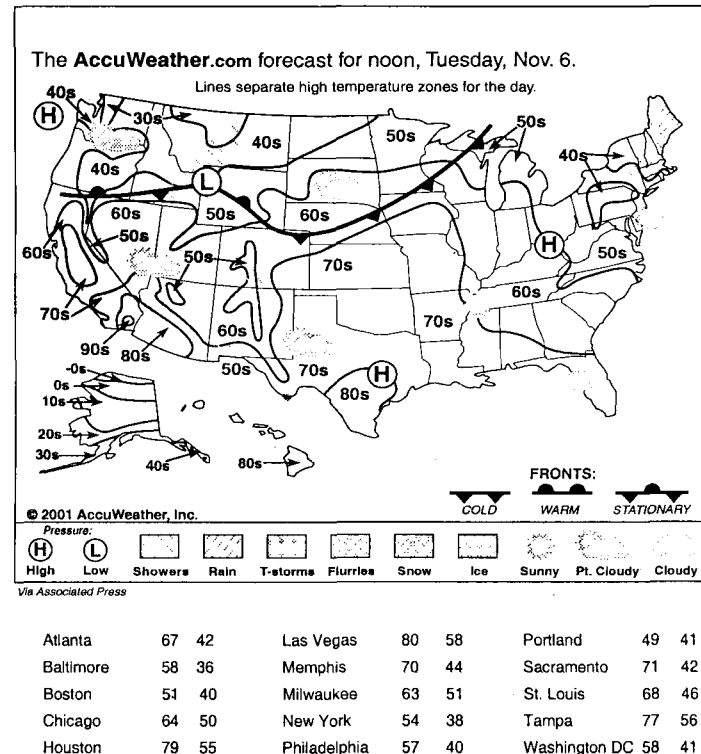 The AccuWeather.com forecast for noon, Tuesday, Nov. 6.
Lines separate high temperature zones for the day.
40s
H
30s
40s
50s
50s
40s
40s
L
60s
50s
60s
50s
60s
50s
H
50s
70s
60s
70s
90s
80s
60s
50s
70s
70s
H
80s
-0s
0s
10s
20s
30s
40s
80s
FRONTS:
COLD WARM STATIONARY
© 2001 AccuWeather, Inc.
Pressure:
H L
High Low Showers Rain T-storms Flurries Snow Ice Sunny Pt. Cloudy Cloudy
Via Associated Press
Atlanta 67 42 Las Vegas 80 58 Portland 49 41
Baltimore 58 36 Memphis 70 44 Sacramento 71 42
Boston 51 40 Milwaukee 63 51 St. Louis 68 46
Chicago 64 50 New York 54 38 Tampa 77 56
Houston 79 55 Philadelphia 57 40 Washington DC 58 41